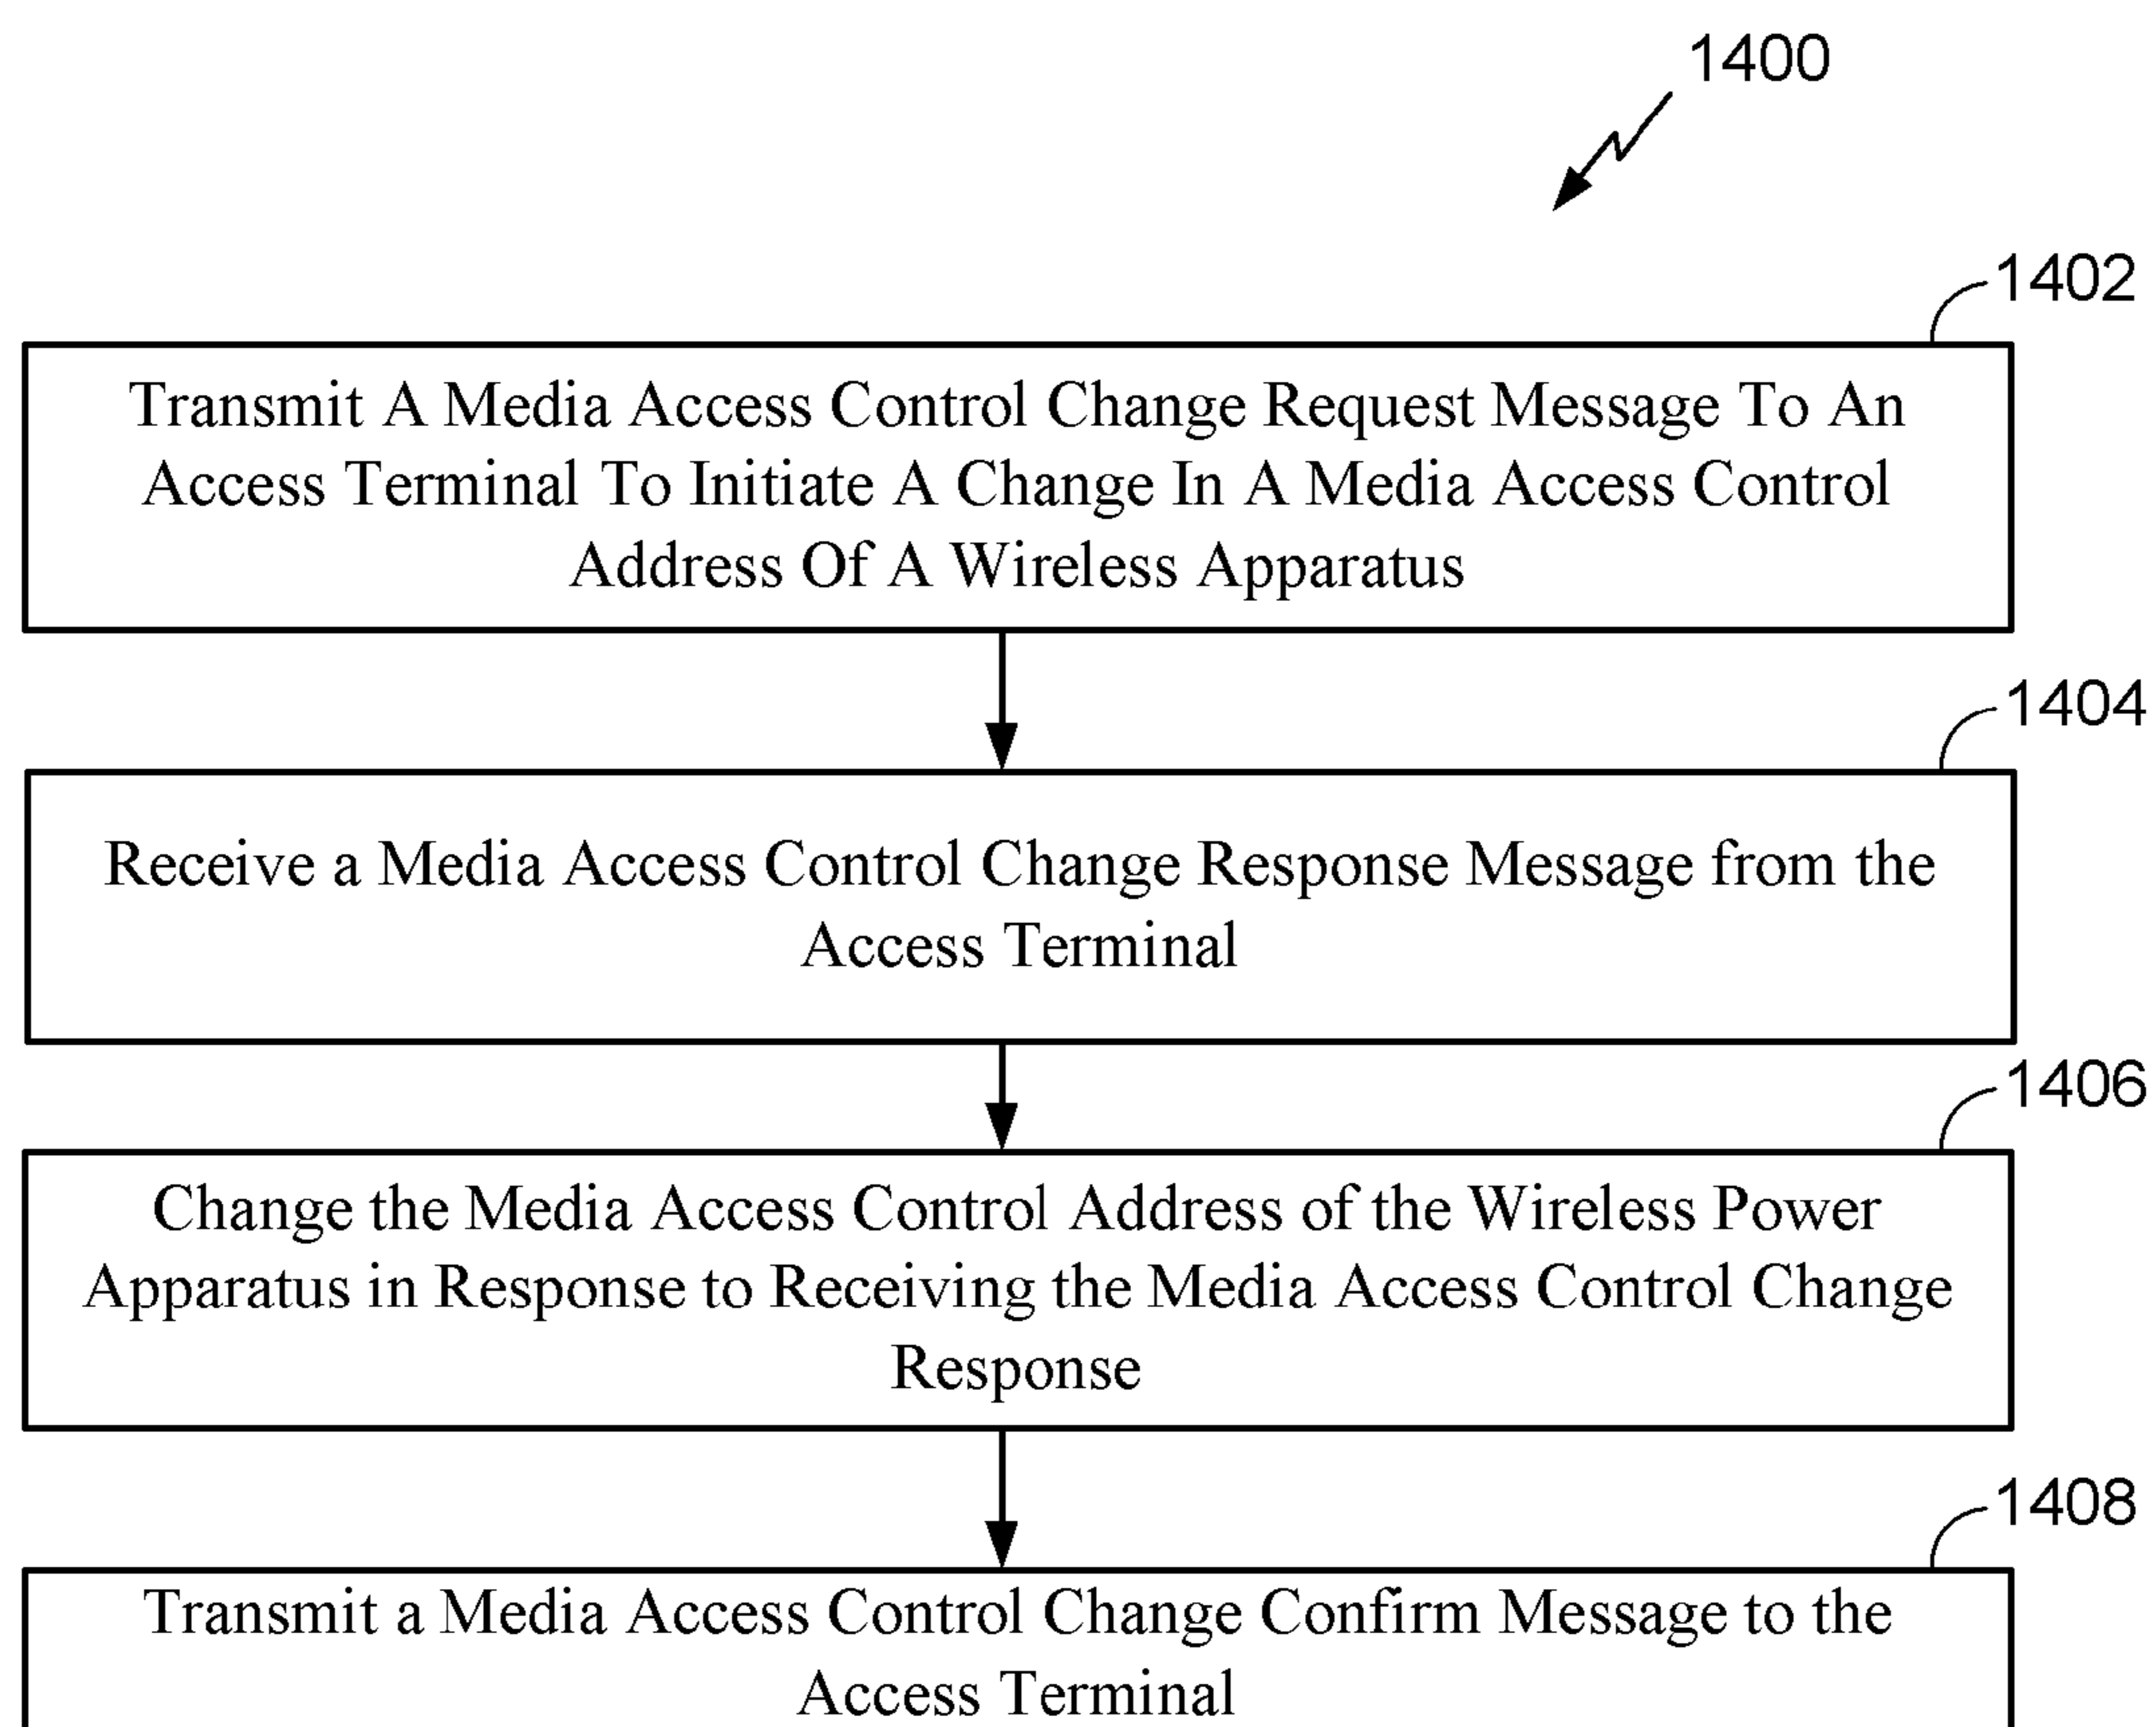 1400
1402
Transmit A Media Access Control Change Request Message To An
Access Terminal To Initiate A Change In A Media Access Control
Address Of A Wireless Apparatus
1404
Receive a Media Access Control Change Response Message from the
Access Terminal
1406
Change the Media Access Control Address of the Wireless Power
Apparatus in Response to Receiving the Media Access Control Change
Response
1408
Transmit a Media Access Control Change Confirm Message to the
Access Terminal